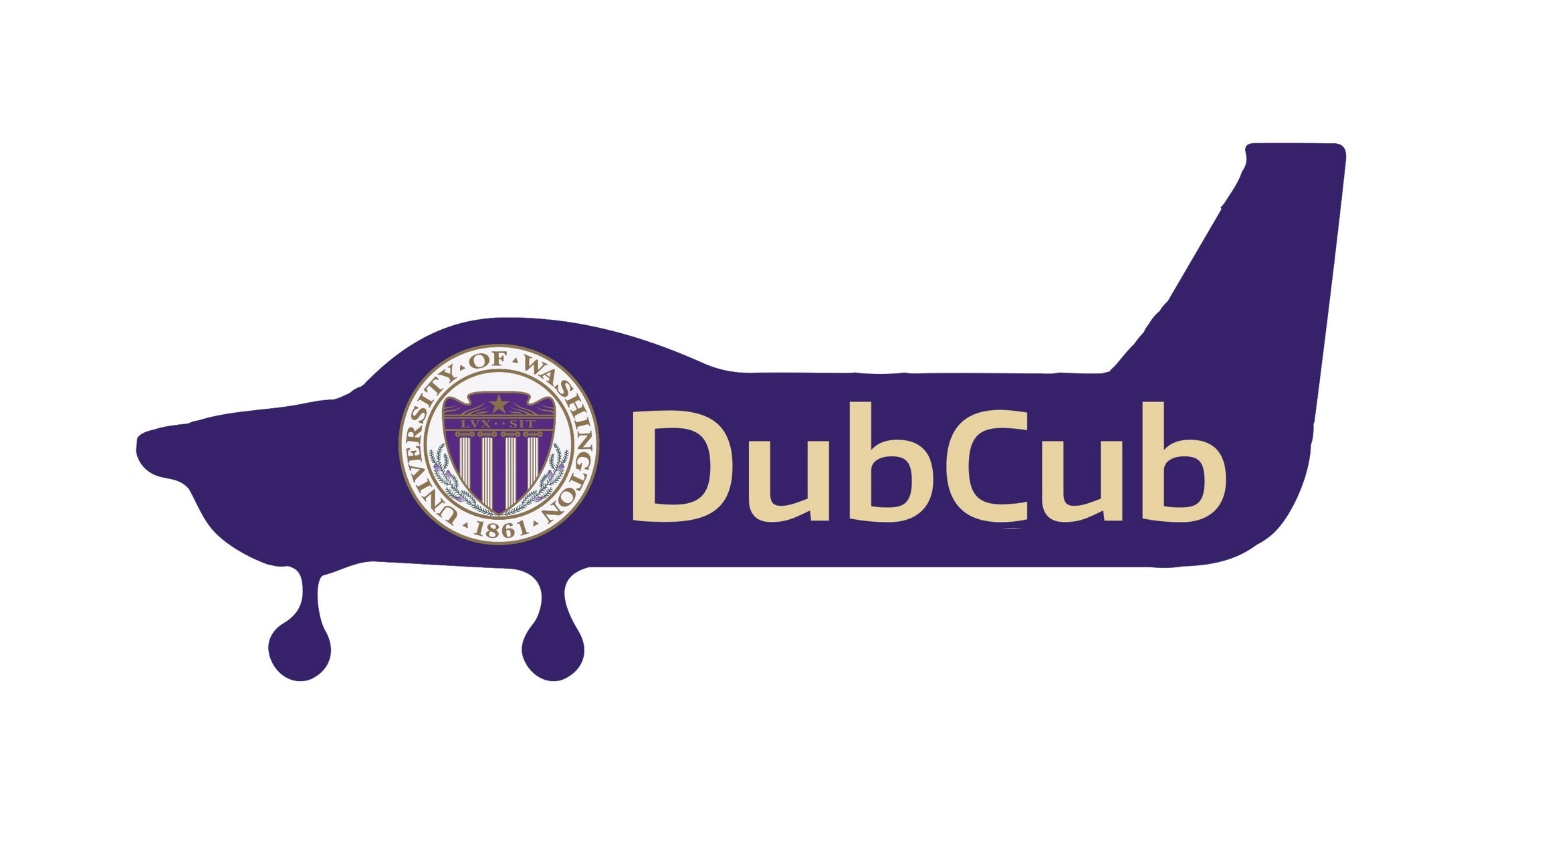 UNIVERSITY · OF · WASHINGTON
LVX · · SIT
· 1861 ·
DubCub